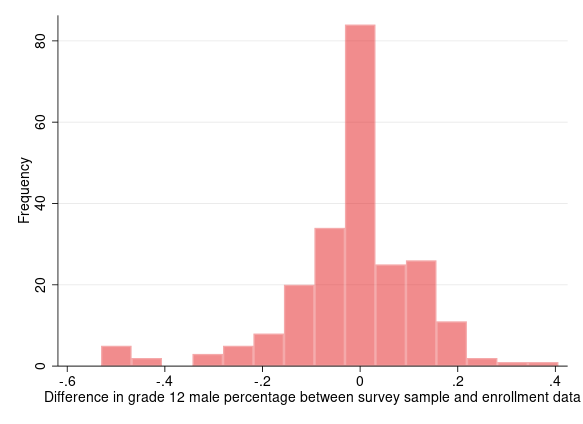 Frequency
80
60
40
20
0
-.6 -.4 -.2 0 .2 .4
Difference in grade 12 male percentage between survey sample and enrollment data